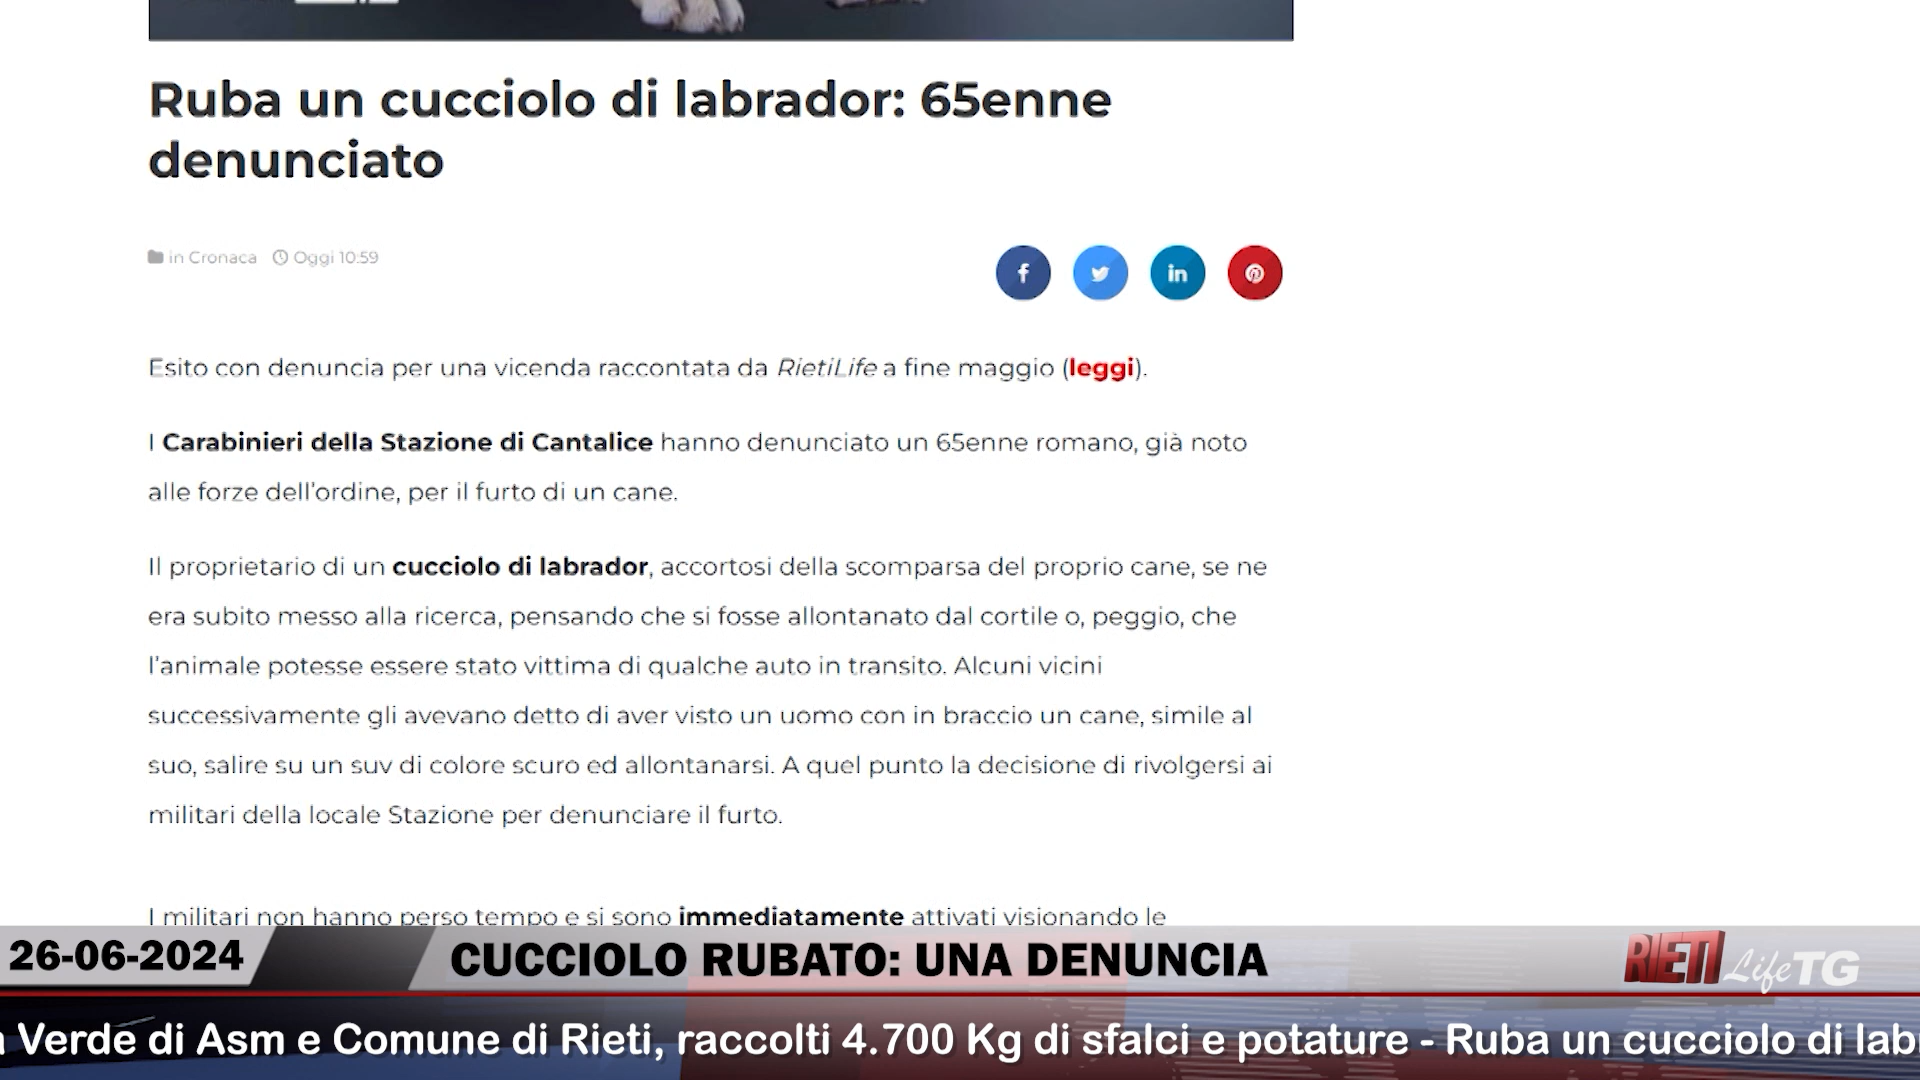 Ruba un cucciolo di labrador: 65enne
denunciato
in Cronaca Oggi 10:59
Esito con denuncia per una vicenda raccontata da RietiLife a fine maggio (leggi).
I Carabinieri della Stazione di Cantalice hanno denunciato un 65enne romano, già noto
alle forze dell'ordine, per il furto di un cane.
Il proprietario di un cucciolo di labrador, accortosi della scomparsa del proprio cane, se ne
era subito messo alla ricerca, pensando che si fosse allontanato dal cortile o, peggio, che
l'animale potesse essere stato vittima di qualche auto in transito. Alcuni vicini
successivamente gli avevano detto di aver visto un uomo con in braccio un cane, simile al
suo, salire su un suv di colore scuro ed allontanarsi. A quel punto la decisione di rivolgersi ai
militari della locale Stazione per denunciare il furto.
I militari non hanno perso tempo e si sono immediatamente attivati visionando le
26-06-2024
CUCCIOLO RUBATO: UNA DENUNCIA
RIETI Life TG
Verde di Asm e Comune di Rieti, raccolti 4.700 Kg di sfalci e potature - Ruba un cucciolo di lab